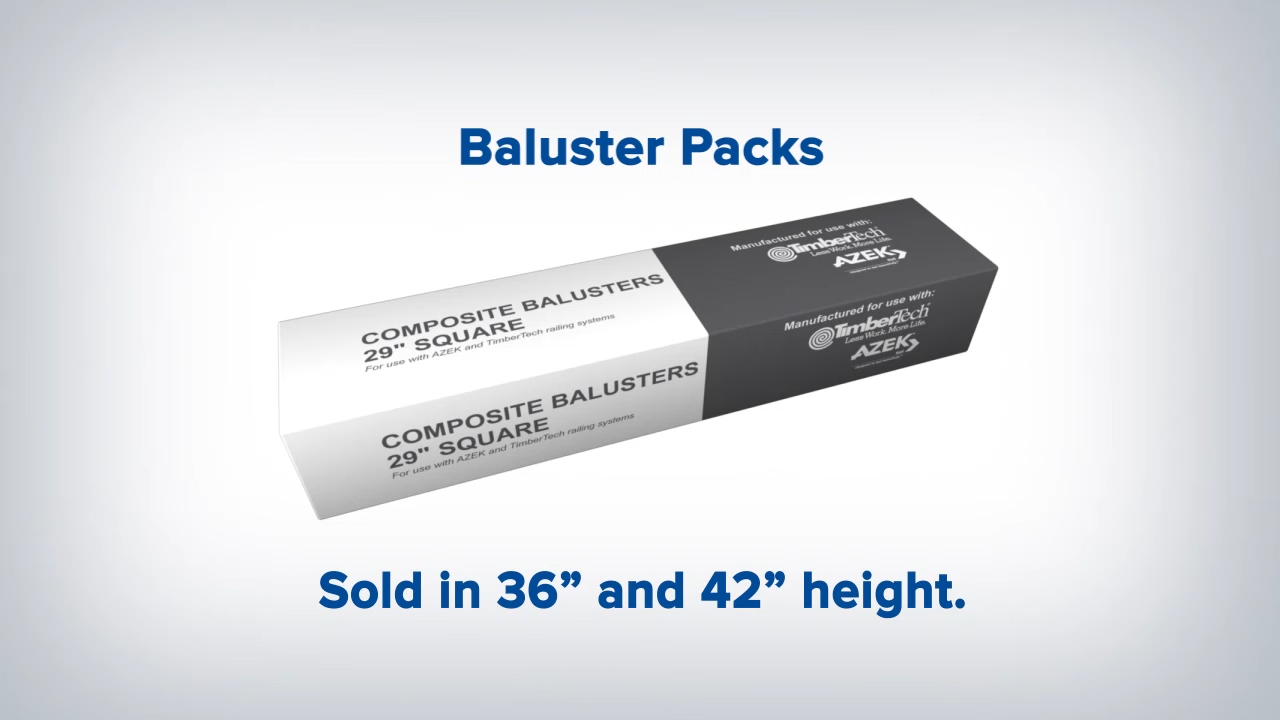 Baluster Packs
Manufactured for use with:
TimberTech
Less Work. More Life.
AZEK
COMPOSITE BALUSTERS
29" SQUARE
For use with AZEK and TimberTech railing systems
Manufactured for use with:
TimberTech
Less Work. More Life.
AZEK
COMPOSITE BALUSTERS
29" SQUARE
For use with AZEK and TimberTech railing systems
Sold in 36” and 42” height.